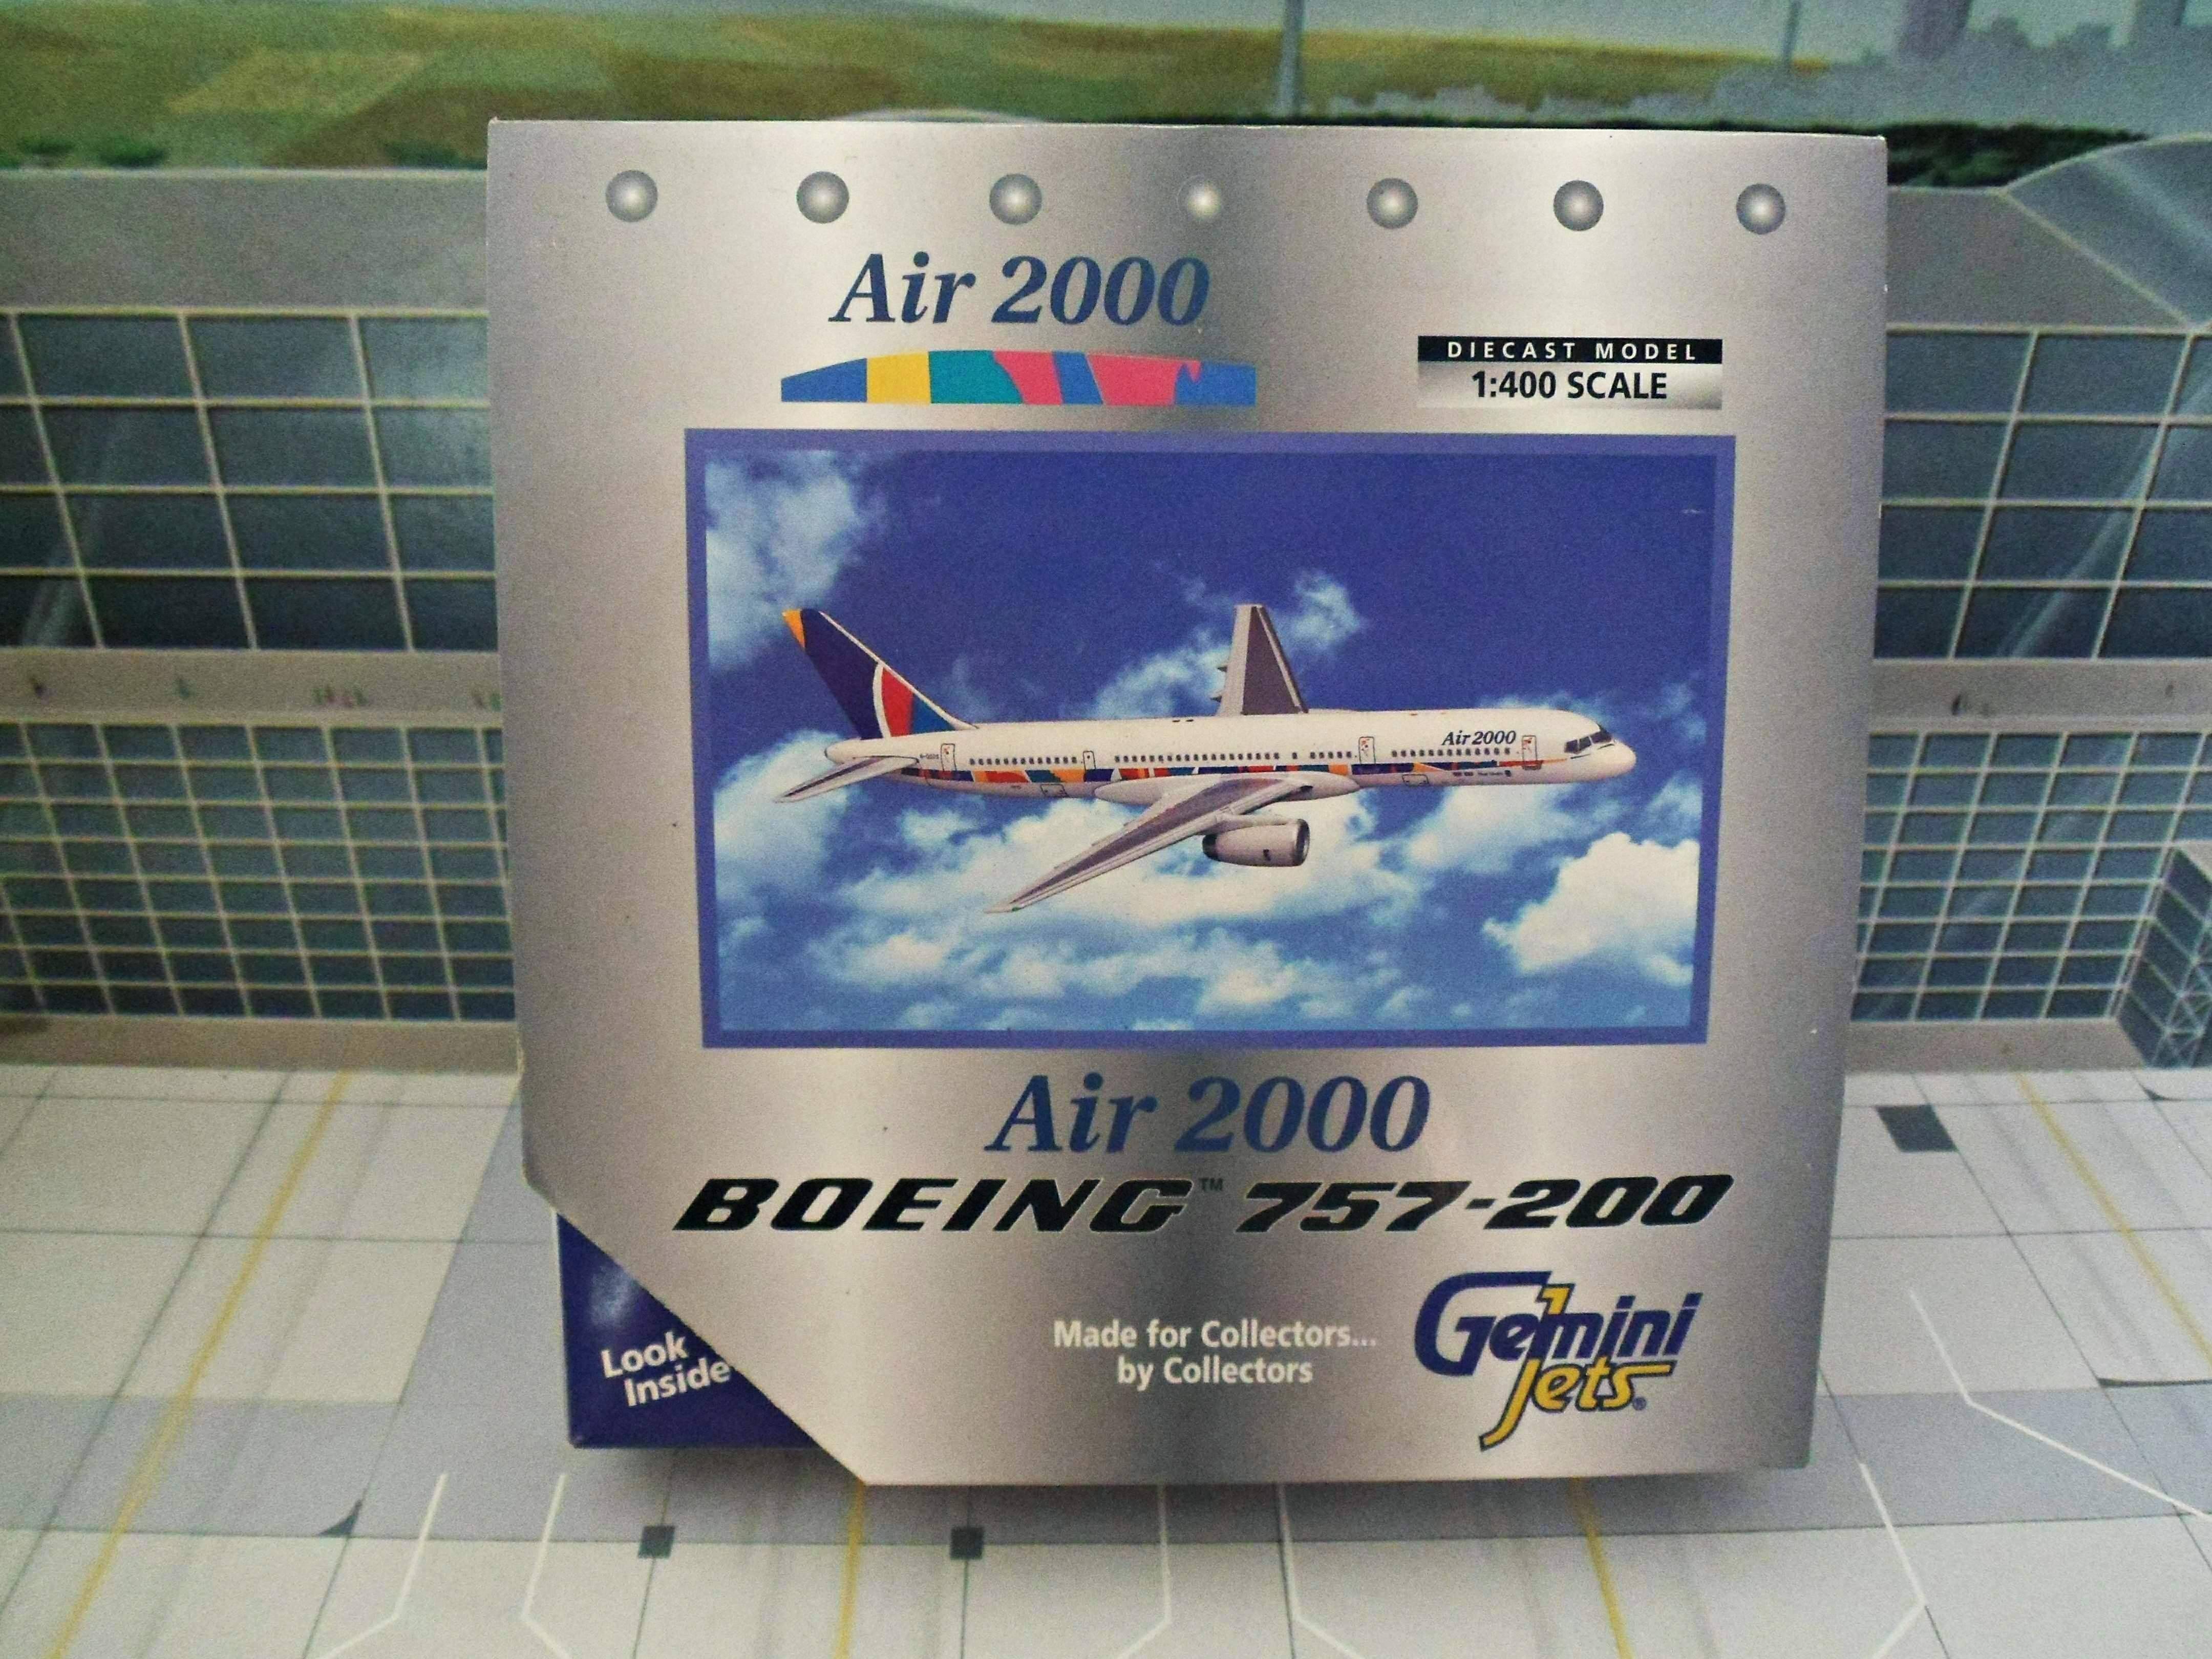 Air 2000
DIECAST MODEL
1:400 SCALE
Air 2000
Air 2000
BOEING™ 757-200
Look
Inside
Made for Collectors...
by Collectors
Gemini
Jets®